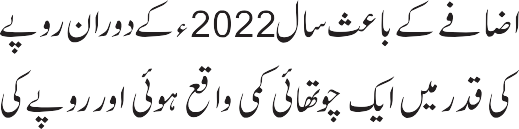 اضافے کے باعث سال 2022ء کے دوران روپے
کی قدر میں ایک چوتھائی کمی واقع ہوئی اور روپے کی